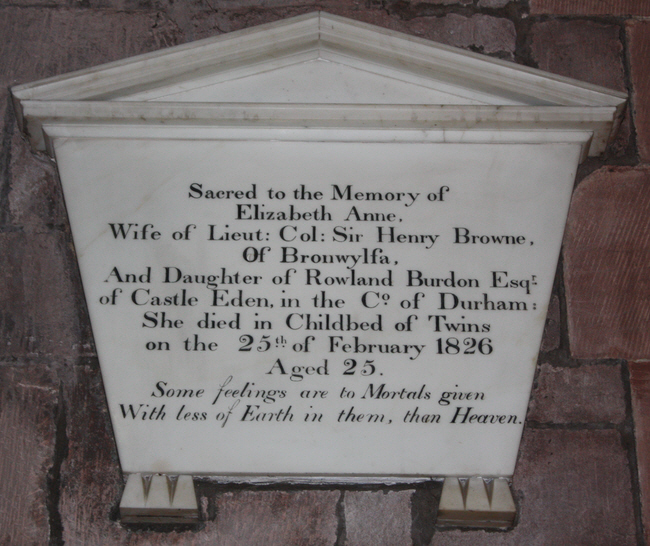 Sacred to the Memory of
Elizabeth Anne,
Wife of Lieut: Col: Sir Henry Browne,
Of Bronwylfa,
And Daughter of Rowland Burdon Esqr.
of Castle Eden, in the Co. of Durham:
She died in Childbed of Twins
on the 25th of February 1826
Aged 25.
Some feelings are to Mortals given
With less of Earth in them, than Heaven.